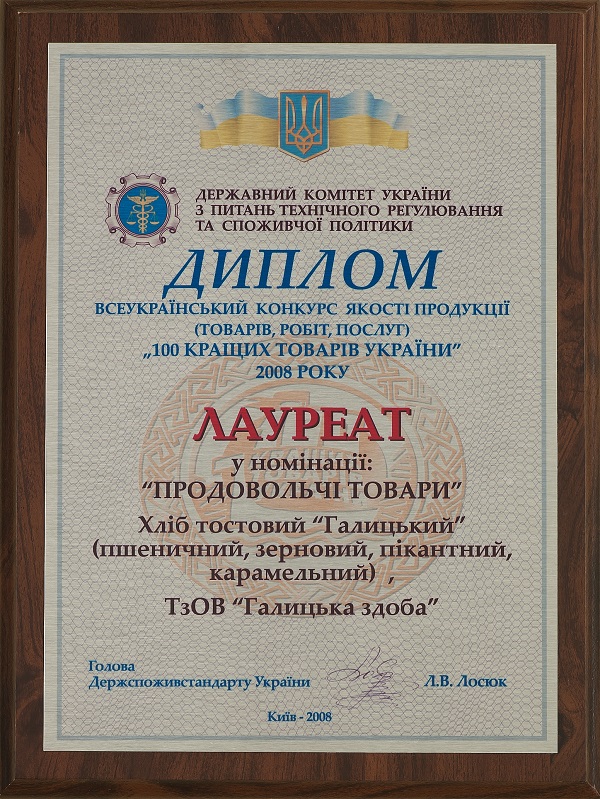 ДЕРЖАВНИЙ КОМІТЕТ УКРАЇНИ
З ПИТАНЬ ТЕХНІЧНОГО РЕГУЛЮВАННЯ
ТА СПОЖИВЧОЇ ПОЛІТИКИ
ДИПЛОМ
ВСЕУКРАЇНСЬКИЙ КОНКУРС ЯКОСТІ ПРОДУКЦІЇ
(ТОВАРІВ, РОБІТ, ПОСЛУГ)
„100 КРАЩИХ ТОВАРІВ УКРАЇНИ”
2008 РОКУ
ЛАУРЕАТ
у номінації:
“ПРОДОВОЛЬЧІ ТОВАРИ”
Хліб тостовий “Галицький”
(пшеничний, зерновий, пікантний,
карамельний) ,
ТзОВ “Галицька здоба”
Голова
Держспоживстандарту України
Л.В. Лосюк
Київ - 2008